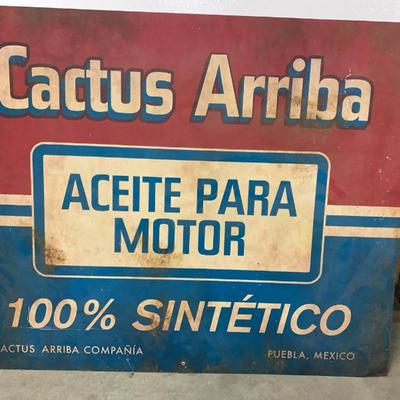 Cactus Arriba
ACEITE PARA
MOTOR
100% SINTÉTICO
ACTUS ARRIBA COMPAÑÍA
PUEBLA, MEXICO